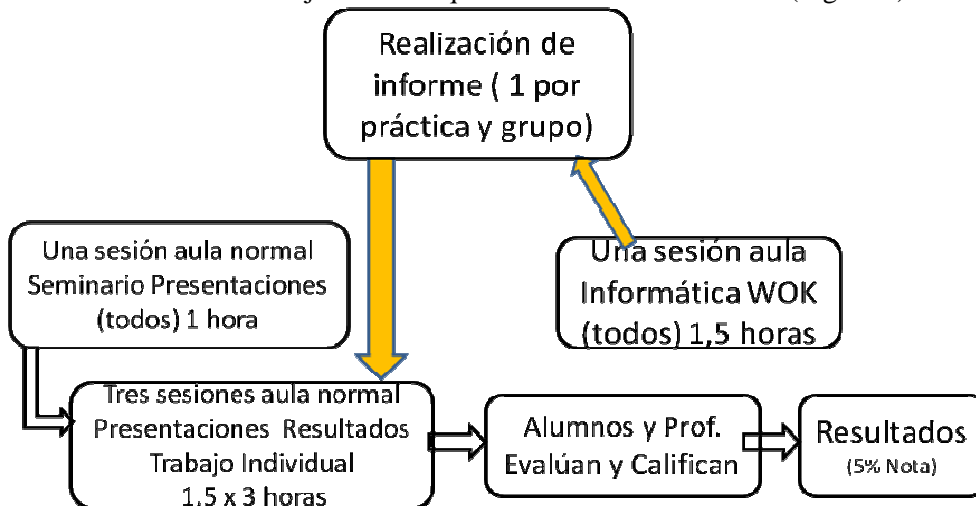 Realización de
informe ( 1 por
práctica y grupo)
Una sesión aula normal
Seminario Presentaciones
(todos) 1 hora
Una sesión aula
Informática WOK
(todos) 1,5 horas
Tres sesiones aula normal
Presentaciones Resultados
Trabajo Individual
1,5 x 3 horas
Alumnos y Prof.
Evalúan y Califican
Resultados
(5% Nota)